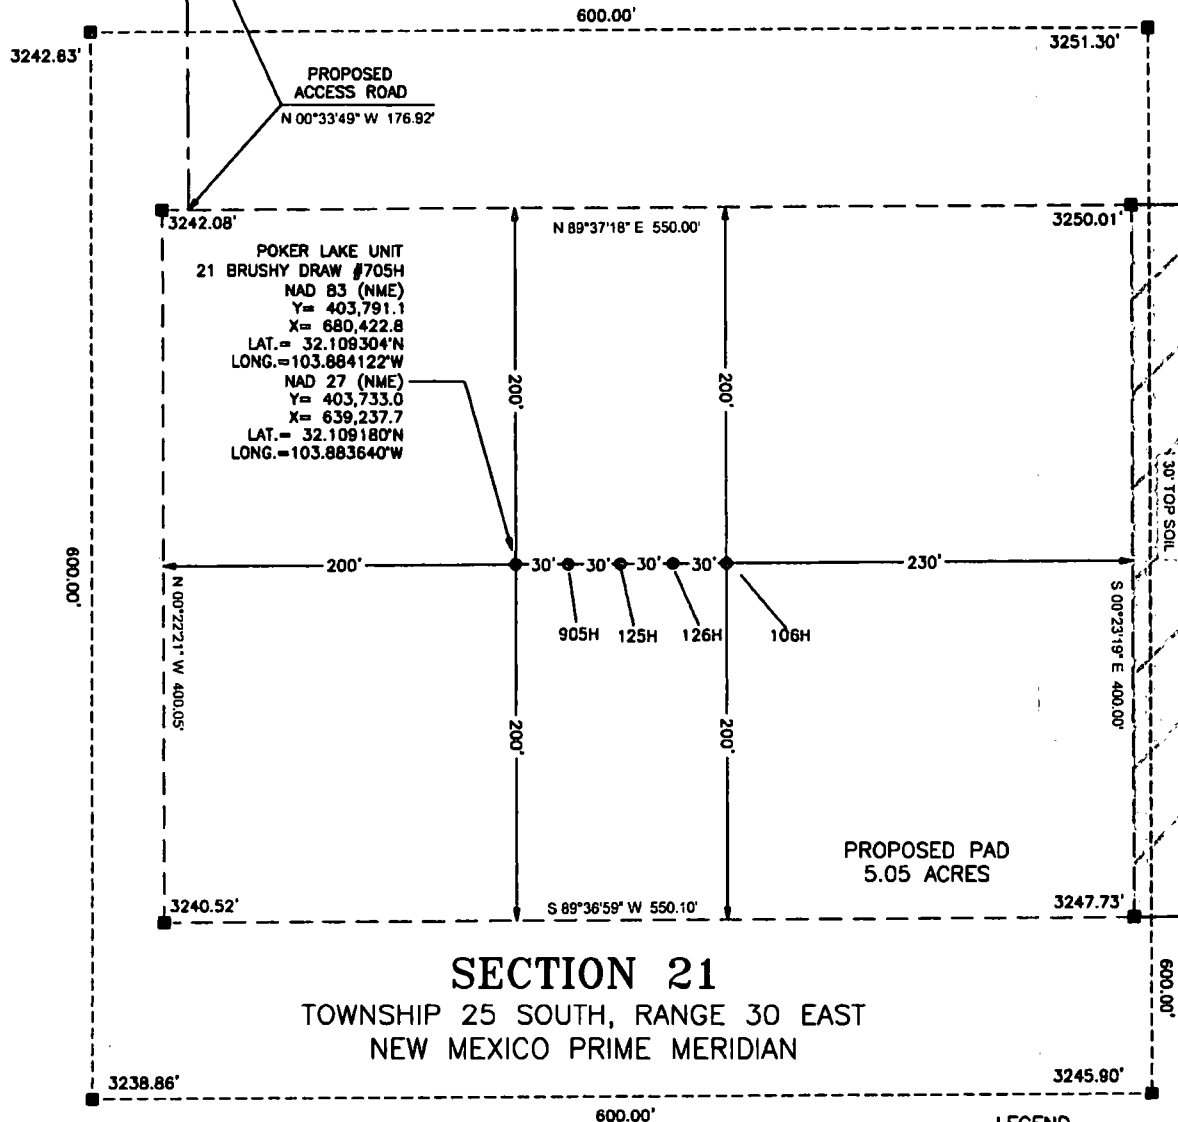 600.00'
3242.83'
3251.30'
PROPOSED
ACCESS ROAD
N 00°33'49" W 176.92'
3242.08'
N 89°37'18" E 550.00'
3250.01'
POKER LAKE UNIT
21 BRUSHY DRAW #705H
NAD 83 (NME)
Y= 403,791.1
X= 680,422.8
LAT.= 32.109304°N
LONG.=103.884122°W
NAD 27 (NME)
Y= 403,733.0
X= 639,237.7
LAT.= 32.109180°N
LONG.=103.883640°W
200'
200'
30' TOP SOIL
600.00'
200'
30'
30'
30'
30'
230'
905H
125H
126H
106H
N 00°22'21" W 400.05'
S 00°23'19" E 400.00'
200'
200'
PROPOSED PAD
5.05 ACRES
3240.52'
S 89°36'59" W 550.10'
3247.73'
SECTION 21
TOWNSHIP 25 SOUTH, RANGE 30 EAST
NEW MEXICO PRIME MERIDIAN
600.00'
3238.86'
3245.90'
600.00'
LEGEND